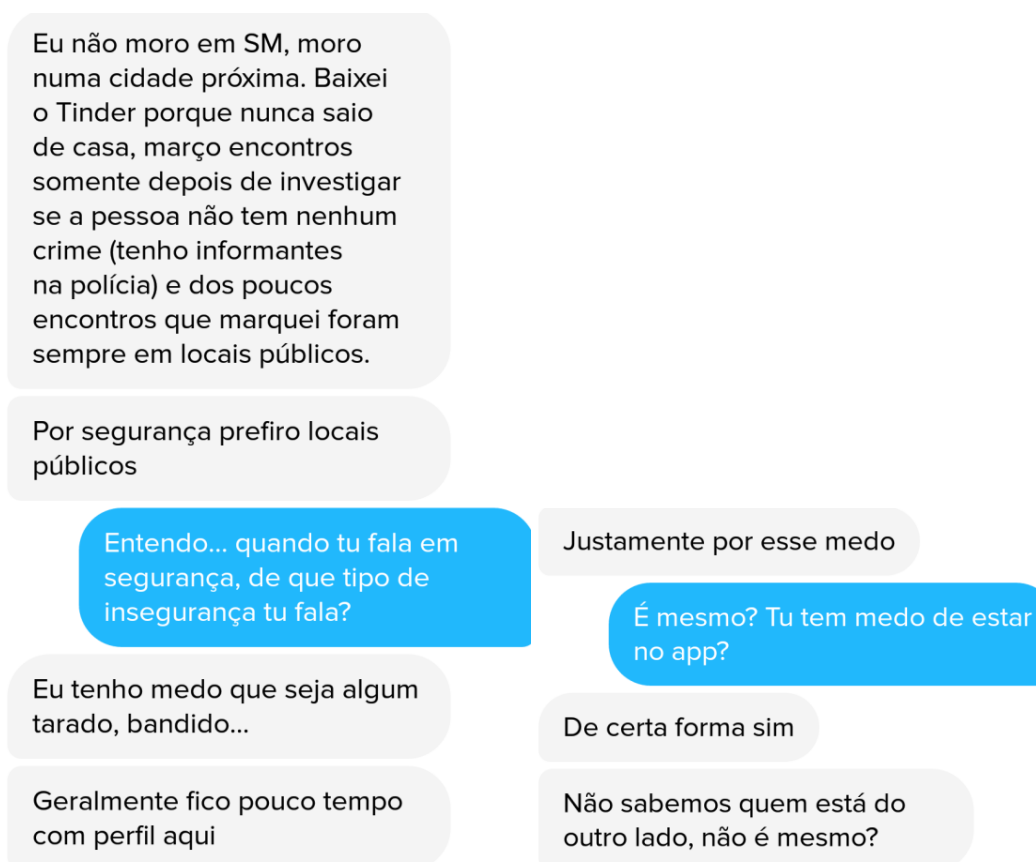 Eu não moro em SM, moro
numa cidade próxima. Baixei
o Tinder porque nunca saio
de casa, março encontros
somente depois de investigar
se a pessoa não tem nenhum
crime (tenho informantes
na polícia) e dos poucos
encontros que marquei foram
sempre em locais públicos.
Por segurança prefiro locais
públicos
Entendo... quando tu fala em
segurança, de que tipo de
insegurança tu fala?
Eu tenho medo que seja algum
tarado, bandido...
Geralmente fico pouco tempo
com perfil aqui
Justamente por esse medo
É mesmo? Tu tem medo de estar
no app?
De certa forma sim
Não sabemos quem está do
outro lado, não é mesmo?